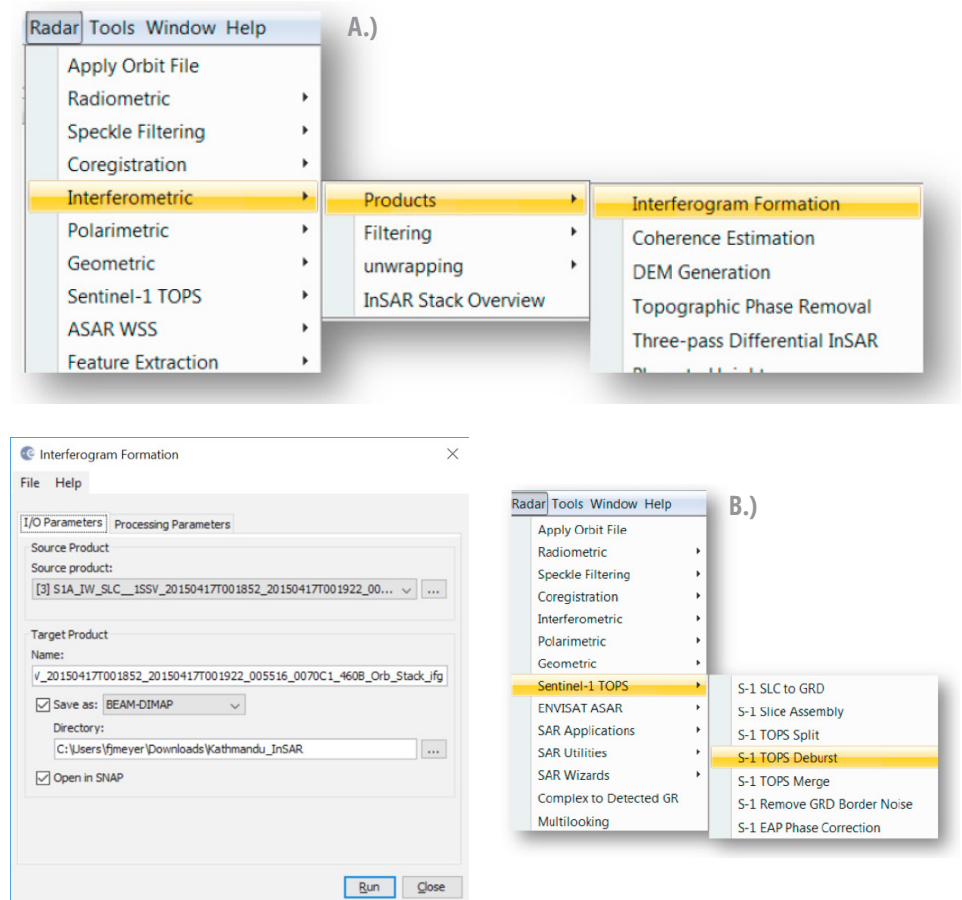 Radar Tools Window Help
A.)
Apply Orbit File
Radiometric
Speckle Filtering
Coregistration
Interferometric
Polarimetric
Geometric
Sentinel-1 TOPS
ASAR WSS
Feature Extraction
Products
Filtering
unwrapping
InSAR Stack Overview
Interferogram Formation
Coherence Estimation
DEM Generation
Topographic Phase Removal
Three-pass Differential InSAR
Interferogram Formation
File Help
I/O Parameters Processing Parameters
Source Product
Source product:
[3] S1A_IW_SLC__1SSV_20150417T001852_20150417T001922_00... ...
Target Product
Name:
V_20150417T001852_20150417T001922_005516_0070C1_460B_Orb_Stack_ifg
Save as: BEAM-DIMAP
Directory:
C:\Users\fjmeyer\Downloads\Kathmandu_InSAR ...
Open in SNAP
Run Close
Radar Tools Window Help
B.)
Apply Orbit File
Radiometric
Speckle Filtering
Coregistration
Interferometric
Polarimetric
Geometric
Sentinel-1 TOPS
ENVISAT ASAR
SAR Applications
SAR Utilities
SAR Wizards
Complex to Detected GR
Multilooking
S-1 SLC to GRD
S-1 Slice Assembly
S-1 TOPS Split
S-1 TOPS Deburst
S-1 TOPS Merge
S-1 Remove GRD Border Noise
S-1 EAP Phase Correction